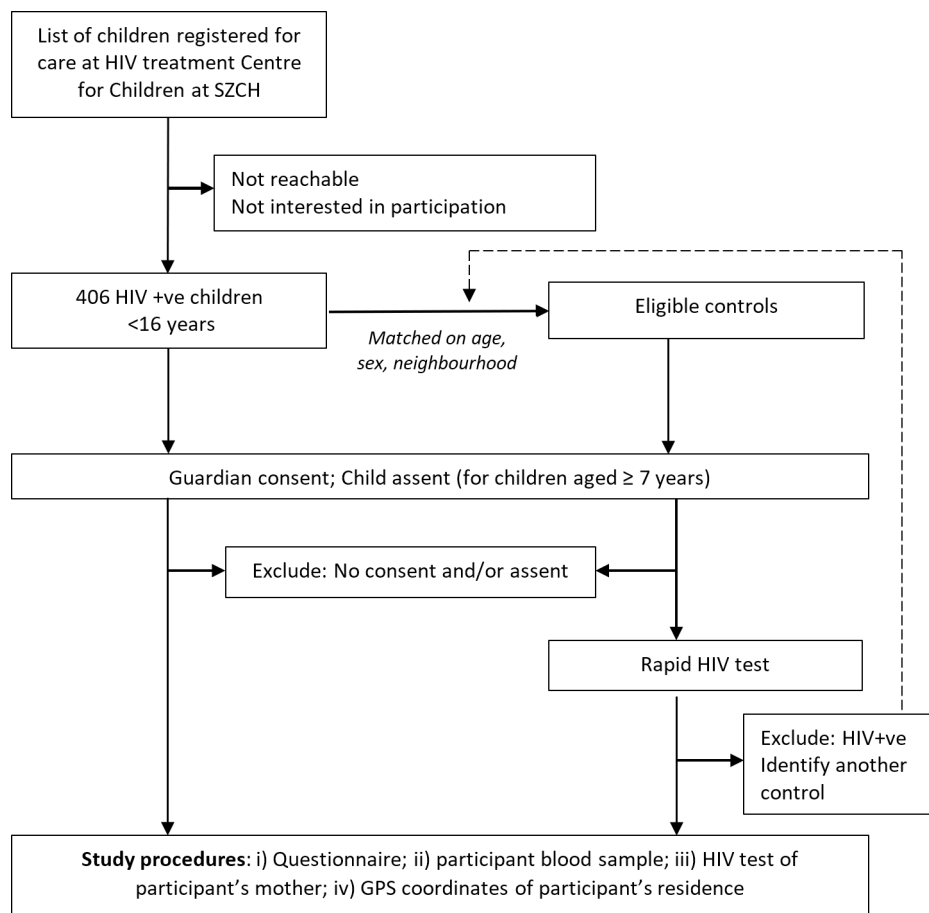 List of children registered for
care at HIV treatment Centre
for Children at SZCH
Not reachable
Not interested in participation
406 HIV +ve children
<16 years
Matched on age,
sex, neighbourhood
Eligible controls
Guardian consent; Child assent (for children aged ≥ 7 years)
Exclude: No consent and/or assent
Rapid HIV test
Exclude: HIV+ve
Identify another
control
Study procedures: i) Questionnaire; ii) participant blood sample; iii) HIV test of
participant’s mother; iv) GPS coordinates of participant’s residence